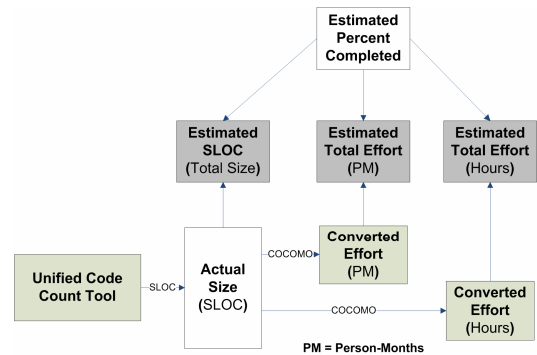 Estimated
Percent
Completed
Estimated
SLOC
(Total Size)
Estimated
Total Effort
(PM)
Estimated
Total Effort
(Hours)
Unified Code
Count Tool
SLOC
Actual
Size
(SLOC)
COCOMO
Converted
Effort
(PM)
COCOMO
Converted
Effort
(Hours)
PM = Person-Months